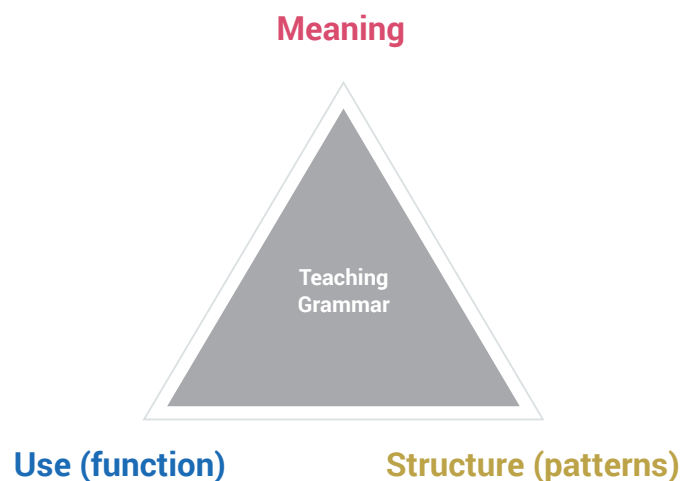 Meaning
Teaching
Grammar
Use (function)
Structure (patterns)